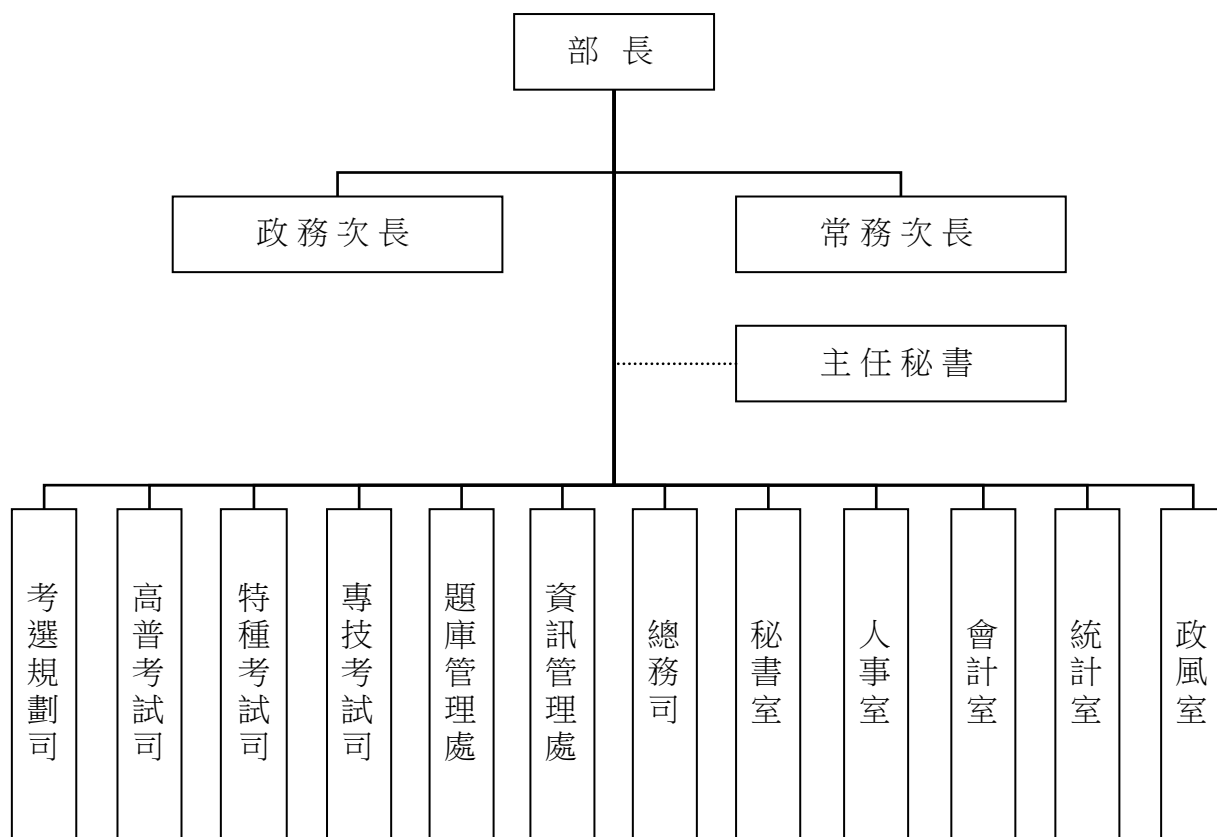 部 長
政務次長
常務次長
主任秘書
考選規劃司
高普考試司
特種考試司
專技考試司
題庫管理處
資訊管理處
總務司
秘書室
人事室
會計室
統計室
政風室